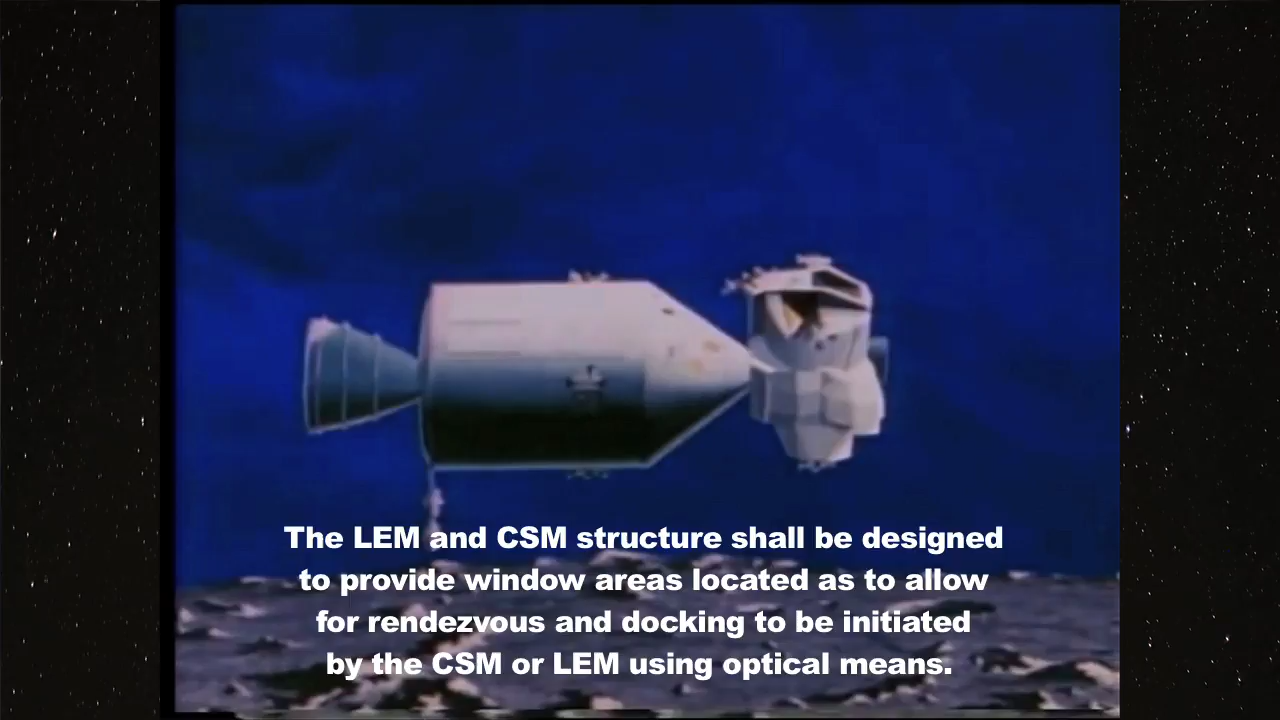 The LEM and CSM structure shall be designed
to provide window areas located as to allow
for rendezvous and docking to be initiated
by the CSM or LEM using optical means.